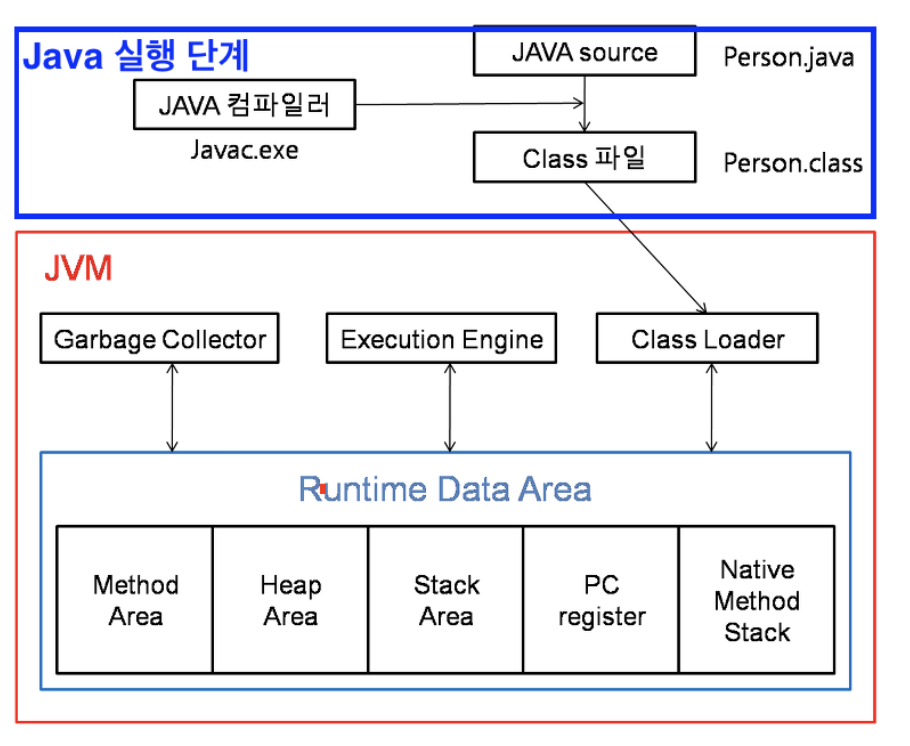 Java 실행 단계
JAVA source
Person.java
JAVA 컴파일러
Javac.exe
Class 파일
Person.class
JVM
Garbage Collector
Execution Engine
Class Loader
Runtime Data Area
Method
Area
Heap
Area
Stack
Area
PC
register
Native
Method
Stack